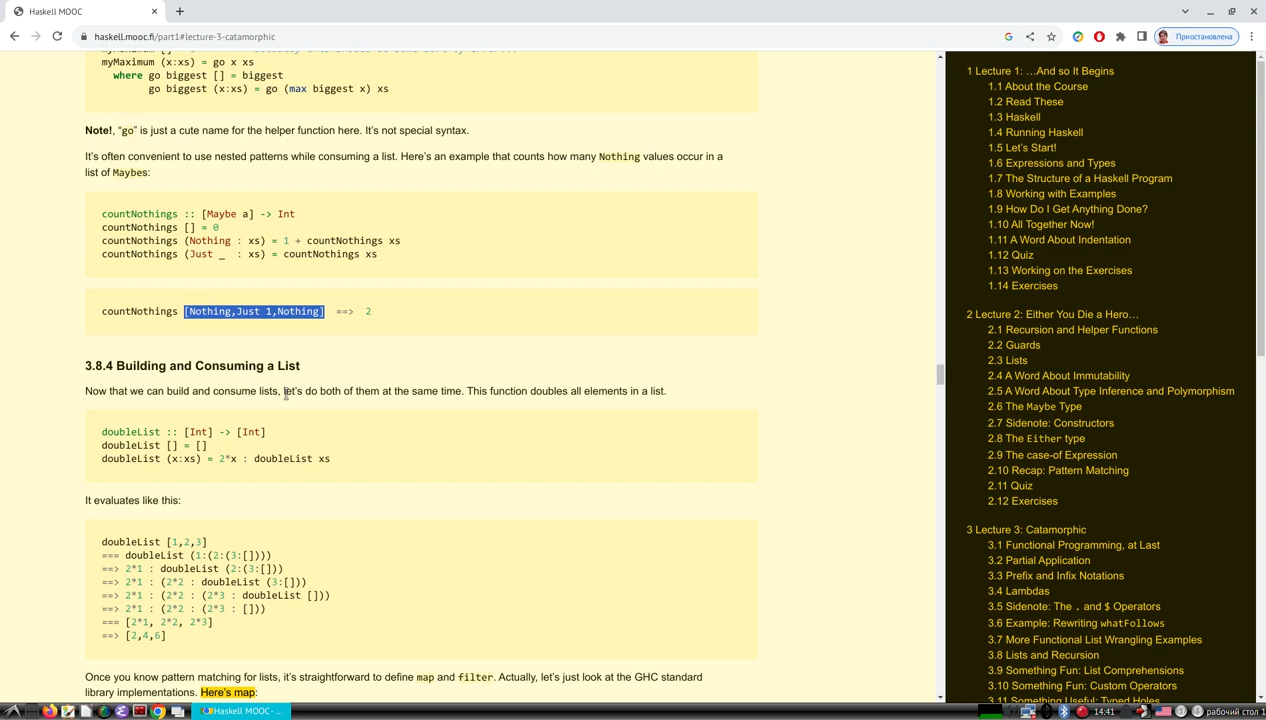 Haskell MOOC
haskell.mooc.fi/part1#lecture-3-catamorphic
Приостановлена
myMaximum (x:xs) = go x xs
where go biggest [] = biggest
go biggest (x:xs) = go (max biggest x) xs
Note!, “go” is just a cute name for the helper function here. It’s not special syntax.
It’s often convenient to use nested patterns while consuming a list. Here’s an example that counts how many Nothing values occur in a
list of Maybes:
countNothings :: [Maybe a] -> Int
countNothings [] = 0
countNothings (Nothing : xs) = 1 + countNothings xs
countNothings (Just _  : xs) = countNothings xs
countNothings [Nothing,Just 1,Nothing]  ==>  2
3.8.4 Building and Consuming a List
Now that we can build and consume lists, let’s do both of them at the same time. This function doubles all elements in a list.
doubleList :: [Int] -> [Int]
doubleList [] = []
doubleList (x:xs) = 2*x : doubleList xs
It evaluates like this:
doubleList [1,2,3]
=== doubleList (1:(2:(3:[])))
==> 2*1 : doubleList (2:(3:[]))
==> 2*1 : (2*2 : doubleList (3:[]))
==> 2*1 : (2*2 : (2*3 : doubleList []))
==> 2*1 : (2*2 : (2*3 : []))
=== [2*1, 2*2, 2*3]
==> [2,4,6]
Once you know pattern matching for lists, it’s straightforward to define map and filter. Actually, let’s just look at the GHC standard
library implementations. Here’s map:
1 Lecture 1: …And so It Begins
1.1 About the Course
1.2 Read These
1.3 Haskell
1.4 Running Haskell
1.5 Let’s Start!
1.6 Expressions and Types
1.7 The Structure of a Haskell Program
1.8 Working with Examples
1.9 How Do I Get Anything Done?
1.10 All Together Now!
1.11 A Word About Indentation
1.12 Quiz
1.13 Working on the Exercises
1.14 Exercises
2 Lecture 2: Either You Die a Hero…
2.1 Recursion and Helper Functions
2.2 Guards
2.3 Lists
2.4 A Word About Immutability
2.5 A Word About Type Inference and Polymorphism
2.6 The Maybe Type
2.7 Sidenote: Constructors
2.8 The Either type
2.9 The case-of Expression
2.10 Recap: Pattern Matching
2.11 Quiz
2.12 Exercises
3 Lecture 3: Catamorphic
3.1 Functional Programming, at Last
3.2 Partial Application
3.3 Prefix and Infix Notations
3.4 Lambdas
3.5 Sidenote: The . and $ Operators
3.6 Example: Rewriting whatFollows
3.7 More Functional List Wrangling Examples
3.8 Lists and Recursion
3.9 Something Fun: List Comprehensions
3.10 Something Fun: Custom Operators
3.11 Something Useful: Typed Holes
Haskell MOOC-
14:41
рабочий стол 1